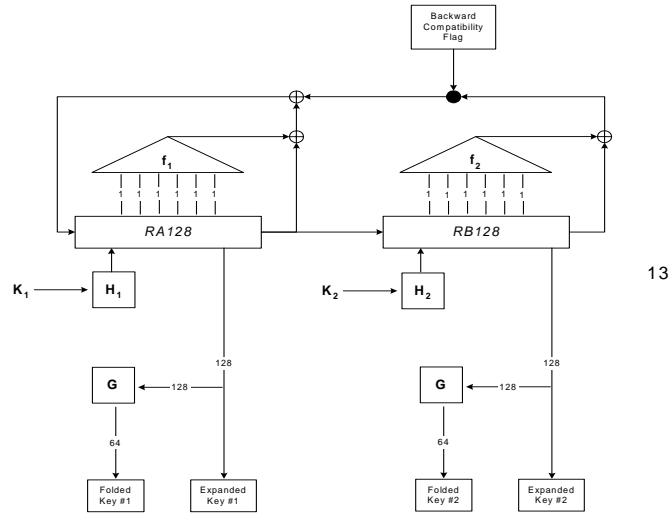 Backward
Compatibility
Flag
f1
f2
1 1 1 1 1 1
1 1 1 1 1 1
RA128
RB128
K1
H1
K2
H2
13
128
128
G
128
G
128
64
64
Folded
Key #1
Expanded
Key #1
Folded
Key #2
Expanded
Key #2